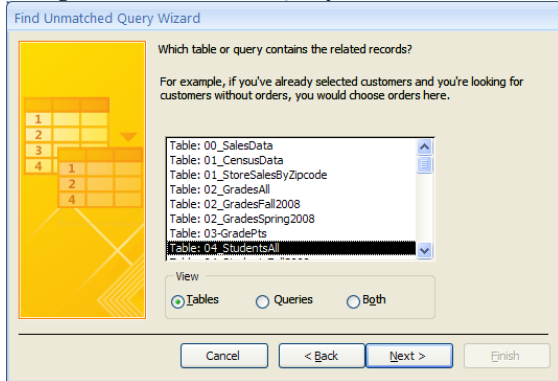 Find Unmatched Query Wizard
Which table or query contains the related records?
For example, if you've already selected customers and you're looking for
customers without orders, you would choose orders here.
1
2
3
4
1
2
4
Table: 00_SalesData
Table: 01_CensusData
Table: 01_StoreSalesByZipcode
Table: 02_GradesAll
Table: 02_GradesFall2008
Table: 02_GradesSpring2008
Table: 03-GradePts
Table: 04_StudentsAll
View
Tables Queries Both
Cancel < Back Next > Finish